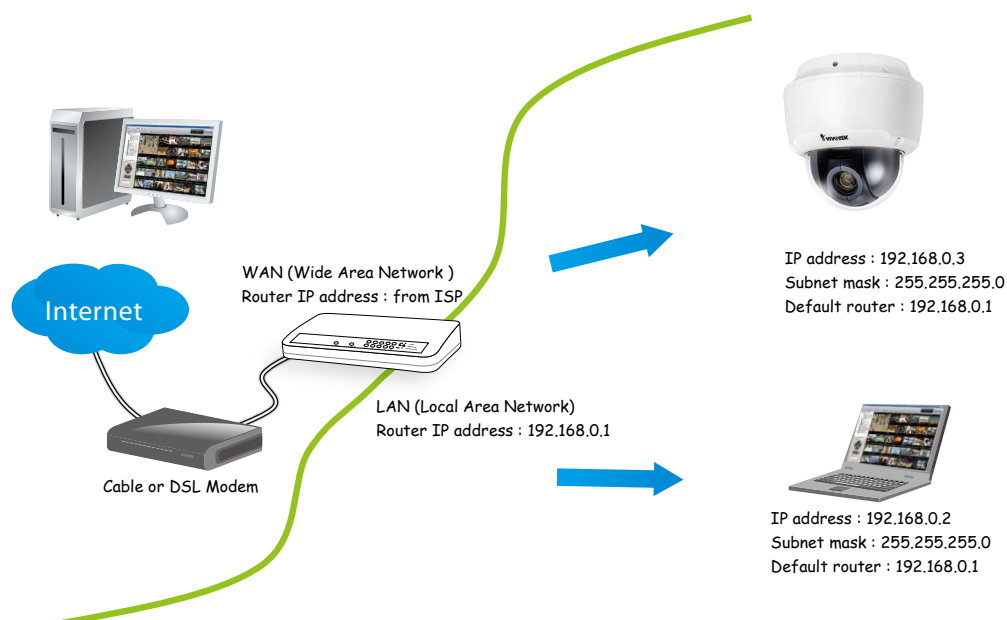 VIVOTEK
IP address : 192.168.0.3
Subnet mask : 255.255.255.0
Default router : 192.168.0.1
WAN (Wide Area Network )
Router IP address : from ISP
Internet
LAN (Local Area Network)
Router IP address : 192.168.0.1
Cable or DSL Modem
IP address : 192.168.0.2
Subnet mask : 255.255.255.0
Default router : 192.168.0.1